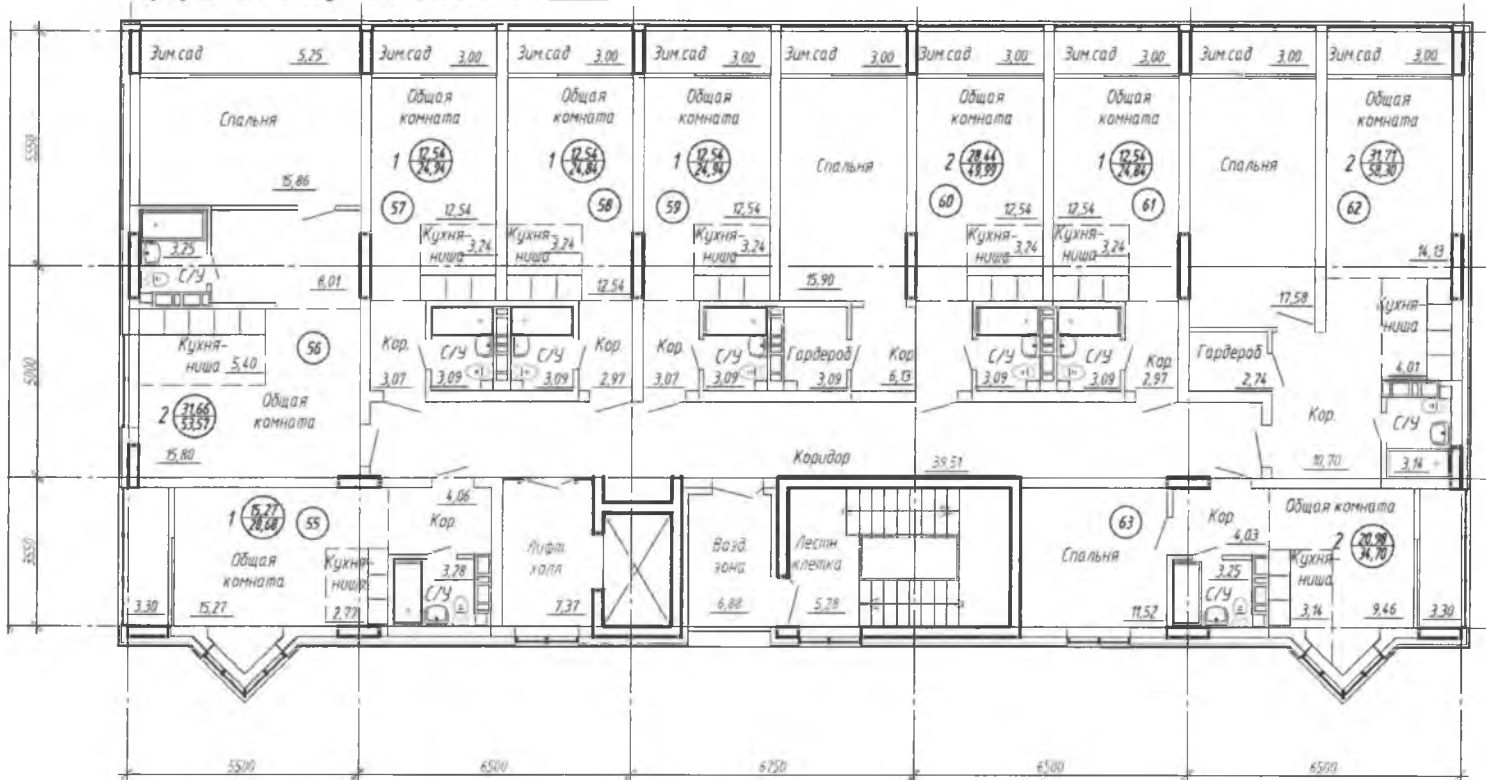 Зим.сад 5,25
Зим.сад 3,00
Зим.сад 3,00
Зим.сад 3,00
Зим.сад 3,00
Зим.сад 3,00
Зим.сад 3,00
Зим.сад 3,00
Зим.сад 3,00
Спальня
15,86
Общая
комната
1 12,54
24,94
57
12,54
Общая
комната
1 12,54
24,84
58
12,54
Общая
комната
1 12,54
24,94
59
12,54
Спальня
15,90
Общая
комната
2 28,44
49,99
60
12,54
Общая
комната
1 12,54
24,84
61
12,54
Спальня
17,58
Общая
комната
2 31,71
58,30
62
14,13
3,25
С/У
8,01
Кухня-
ниша 3,24
Кухня-
ниша 3,24
Кухня-
ниша 3,24
Кухня-
ниша 3,24
Кухня-
ниша 3,24
Кухня-
ниша
4,01
Кухня-
ниша 5,40
56
2 31,66
53,57
Общая
комната
15,80
Кор.
3,07
С/У
3,09
С/У
3,09
Кор.
2,97
Кор.
3,07
С/У
3,09
Гардероб
3,09
Кор.
6,13
С/У
3,09
С/У
3,09
Кор.
2,97
Гардероб
2,74
Кор.
10,70
С/У
3,14
Коридор 39,51
1 15,27
28,68
55
Общая
комната
3,30
15,27
Кухня-
ниша
2,77
4,06
Кор.
3,28
С/У
Лифт.
холл
7,37
Возд.
зона
6,88
Лестн.
клетка
5,28
63
Спальня
11,52
Кор.
4,03
3,25
С/У
Общая комната
2 20,98
34,70
Кухня-
ниша
3,14
9,46
3,30
5550
5000
3550
5500
6500
6750
6500
6500